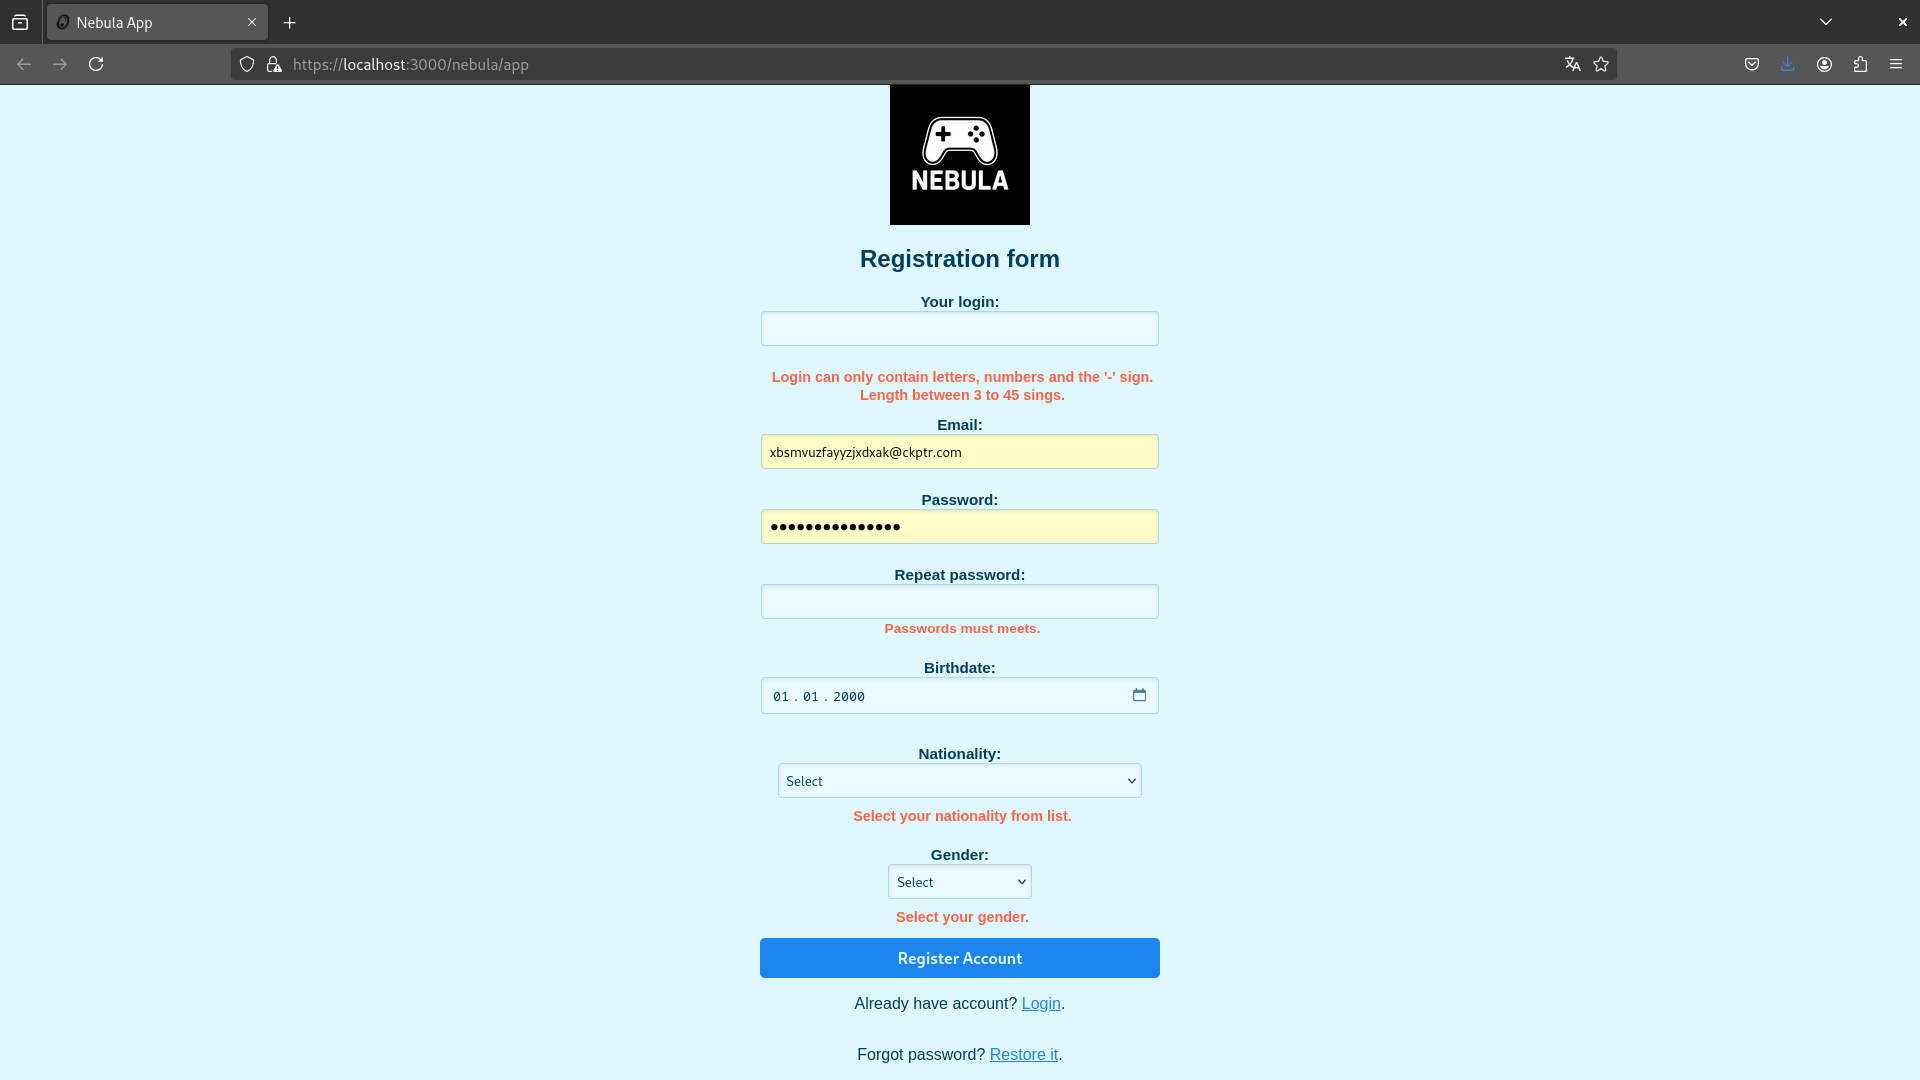 Nebula App
https://localhost:3000/nebula/app
NEBULA
Registration form
Your login:
Login can only contain letters, numbers and the '-' sign.
Length between 3 to 45 sings.
Email:
xbsmvuzfayyzjxdxak@ckptr.com
Password:
●●●●●●●●●●●●●●●
Repeat password:
Passwords must meets.
Birthdate:
01 . 01 . 2000
Nationality:
Select
Select your nationality from list.
Gender:
Select
Select your gender.
Register Account
Already have account? Login.
Forgot password? Restore it.